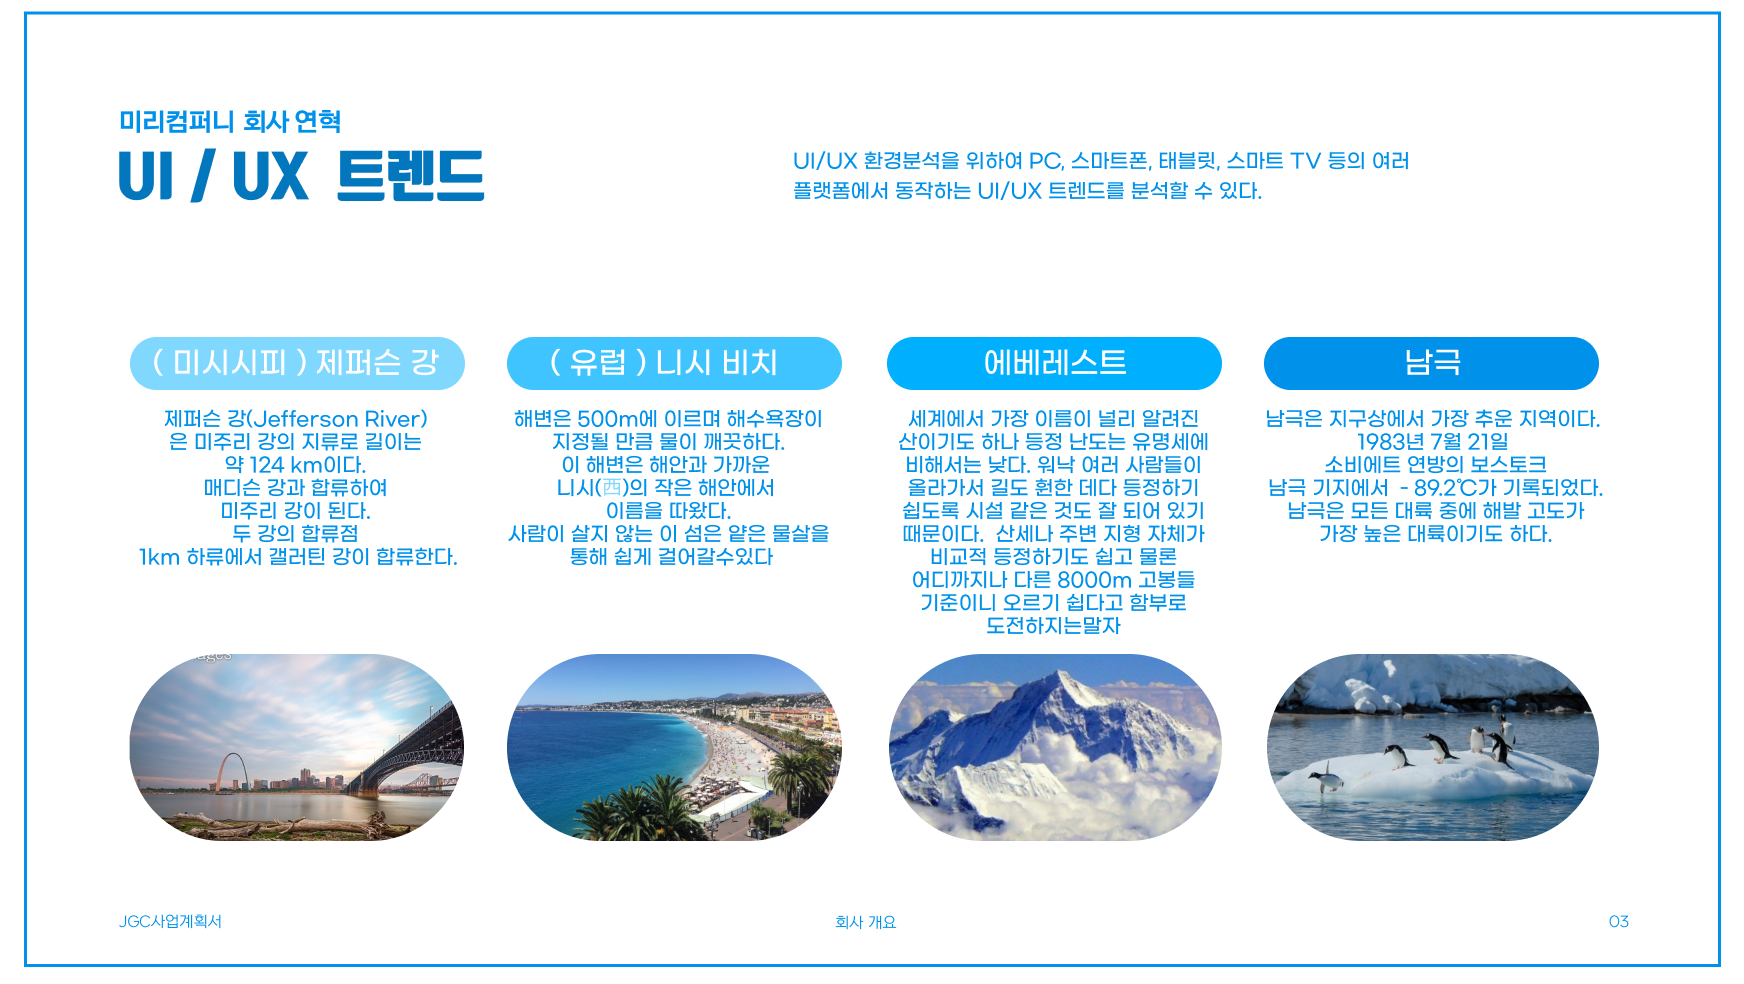 미리컴퍼니 회사 연혁
UI / UX 트렌드
UI/UX 환경분석을 위하여 PC, 스마트폰, 태블릿, 스마트 TV 등의 여러
플랫폼에서 동작하는 UI/UX 트렌드를 분석할 수 있다.
( 미시시피 ) 제퍼슨 강
제퍼슨 강(Jefferson River)
은 미주리 강의 지류로 길이는
약 124 km이다.
매디슨 강과 합류하여
미주리 강이 된다.
두 강의 합류점
1km 하류에서 갤러틴 강이 합류한다.
( 유럽 ) 니시 비치
해변은 500m에 이르며 해수욕장이
지정될 만큼 물이 깨끗하다.
이 해변은 해안과 가까운
니시(西)의 작은 해안에서
이름을 따왔다.
사람이 살지 않는 이 섬은 얕은 물살을
통해 쉽게 걸어갈수있다
에베레스트
세계에서 가장 이름이 널리 알려진
산이기도 하나 등정 난도는 유명세에
비해서는 낮다. 워낙 여러 사람들이
올라가서 길도 훤한 데다 등정하기
쉽도록 시설 같은 것도 잘 되어 있기
때문이다. 산세나 주변 지형 자체가
비교적 등정하기도 쉽고 물론
어디까지나 다른 8000m 고봉들
기준이니 오르기 쉽다고 함부로
도전하지는말자
남극
남극은 지구상에서 가장 추운 지역이다.
1983년 7월 21일
소비에트 연방의 보스토크
남극 기지에서 - 89.2℃가 기록되었다.
남극은 모든 대륙 중에 해발 고도가
가장 높은 대륙이기도 하다.
JGC사업계획서
회사 개요
03